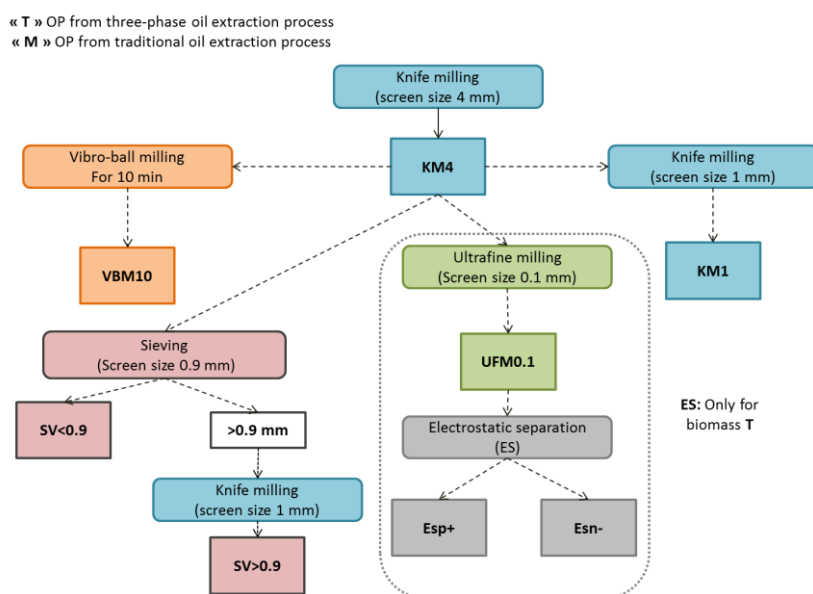 « T » OP from three-phase oil extraction process
« M » OP from traditional oil extraction process
Knife milling
(screen size 4 mm)
Vibro-ball milling
For 10 min
KM4
Knife milling
(screen size 1 mm)
VBM10
Ultrafine milling
(Screen size 0.1 mm)
KM1
Sieving
(Screen size 0.9 mm)
UFM0.1
SV<0.9
>0.9 mm
Electrostatic separation
(ES)
ES: Only for
biomass T
Knife milling
(screen size 1 mm)
Esp+
Esn-
SV>0.9